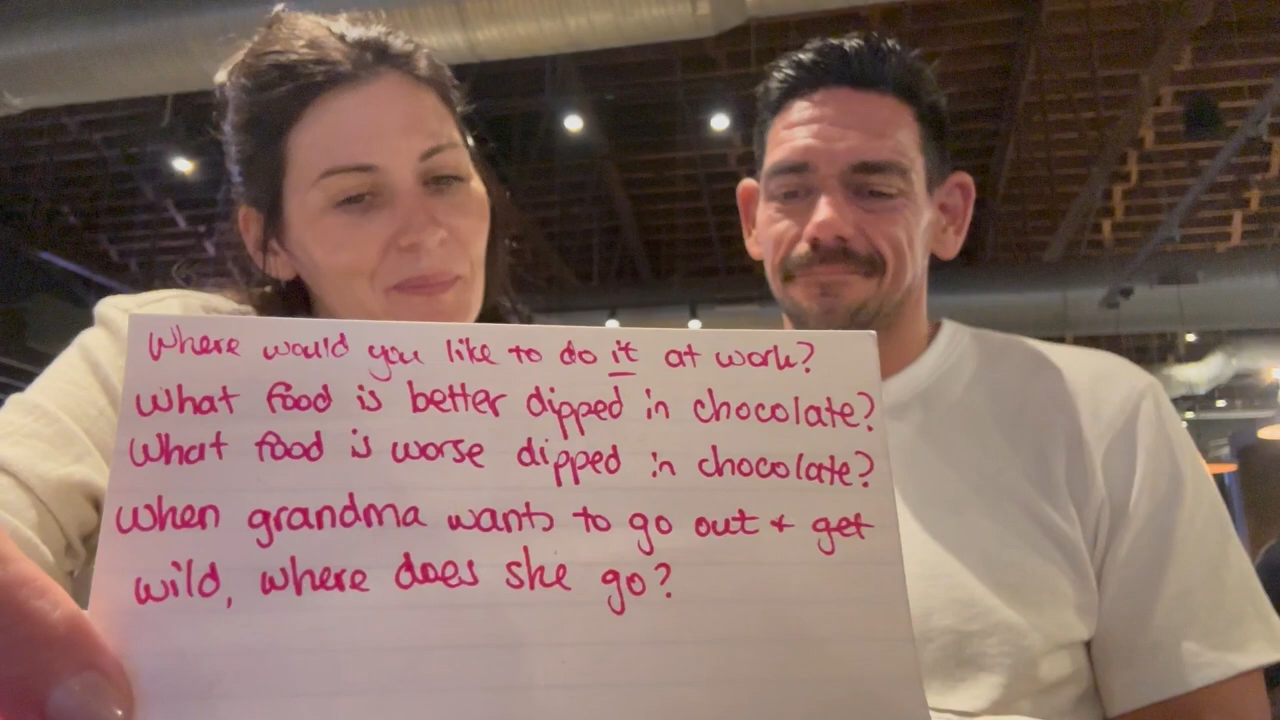 Where would you like to do it at work?
What food is better dipped in chocolate?
What food is worse dipped in chocolate?
When grandma wants to go out + get
wild, where does she go?